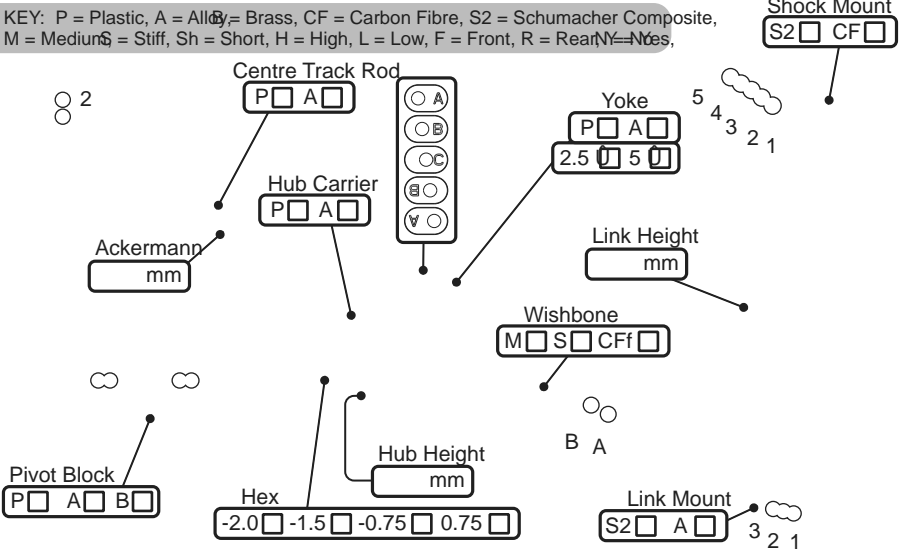 Shock Mount
KEY: P = Plastic, A = Alloy, B = Brass, CF = Carbon Fibre, S2 = Schumacher Composite,
S2 CF
M = Medium, S = Stiff, Sh = Short, H = High, L = Low, F = Front, R = Rear,
Centre Track Rod
P A
2
A
B
C
B
A
Yoke
P A
2.5 5
5 4 3 2 1
Hub Carrier
P A
Ackermann
mm
Link Height
mm
Wishbone
M S CFf
B A
Pivot Block
P A B
Hub Height
mm
Hex
-2.0 -1.5 -0.75 0.75
Link Mount
S2 A
3 2 1